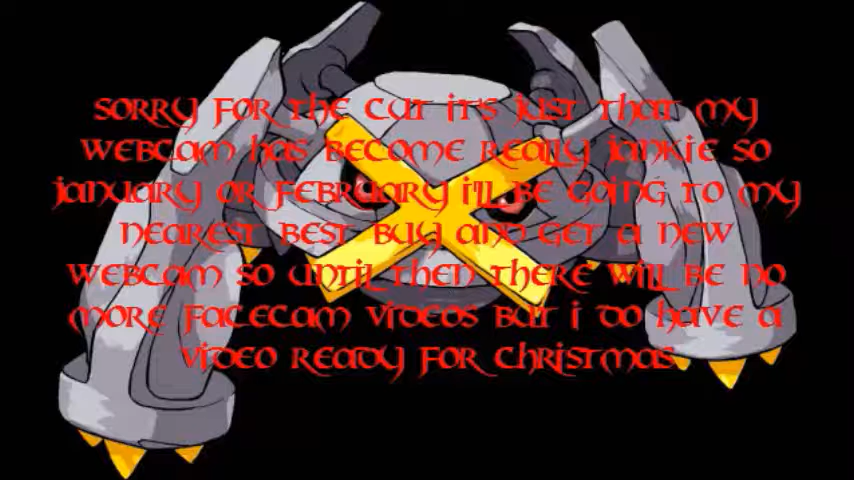 SORRY FOR THE CUT IT'S JUST THAT MY
WEBCAM HAS BECOME REALLY JANKIE SO
JANUARY OR FEBRUARY I'LL BE GOING TO MY
NEAREST BEST BUY AND GET A NEW
WEBCAM SO UNTIL THEN THERE WILL BE NO
MORE FACECAM VIDEOS BUT I DO HAVE A
VIDEO READY FOR CHRISTMAS